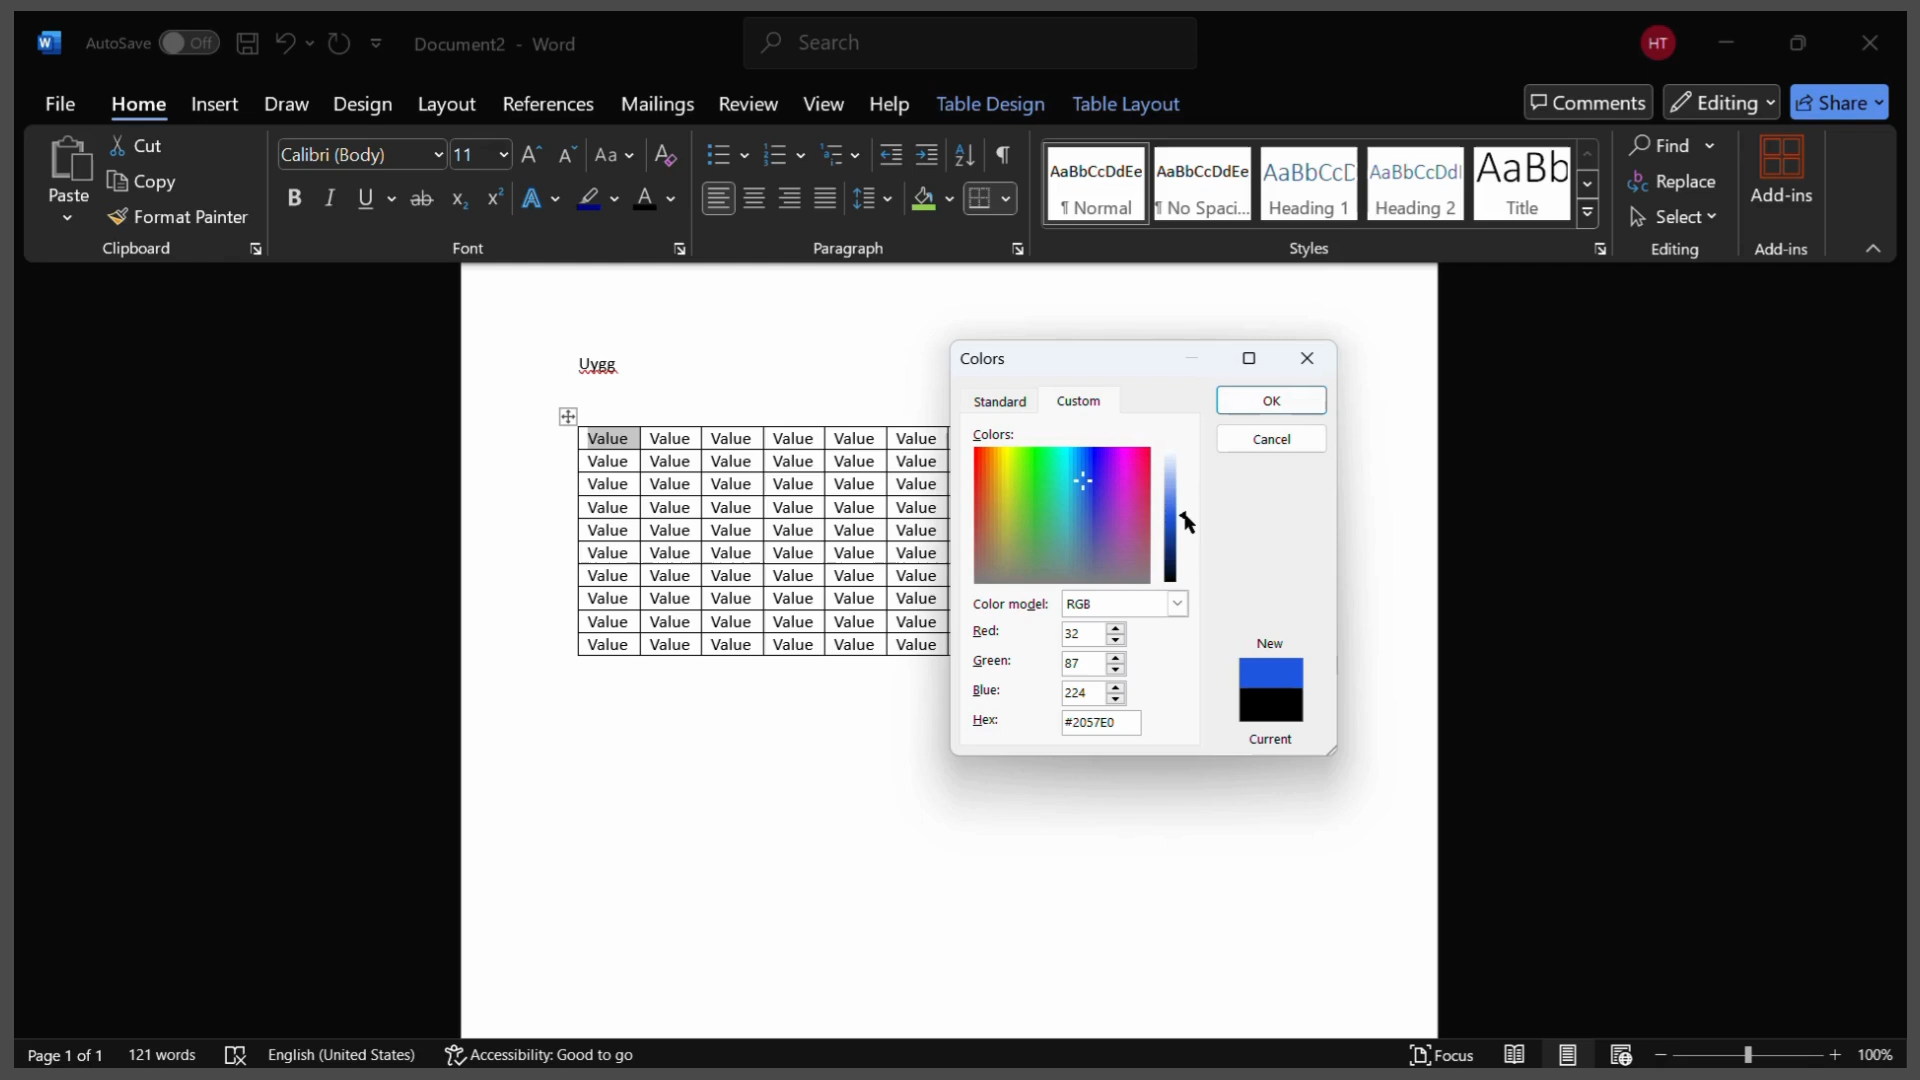 W AutoSave Off Document2 - Word Search HT
File Home Insert Draw Design Layout References Mailings Review View Help Table Design Table Layout Comments Editing Share
Paste Cut
Copy
Format Painter
Clipboard
Calibri (Body) 11 A A Aa A
B I U ab x₂ x² A A
Font
Paragraph
AaBbCcDdEe AaBbCcDdEe AaBbCcD AaBbCcDdI AaBb
¶ Normal ¶ No Spaci... Heading 1 Heading 2 Title
Styles
Find
Replace
Select
Editing
Add-ins
Add-ins
Uygg
Value Value Value Value Value Value
Value Value Value Value Value Value
Value Value Value Value Value Value
Value Value Value Value Value Value
Value Value Value Value Value Value
Value Value Value Value Value Value
Value Value Value Value Value Value
Value Value Value Value Value Value
Value Value Value Value Value Value
Value Value Value Value Value Value
Colors
Standard Custom
OK
Cancel
Colors:
Color model: RGB
Red: 32
Green: 87
Blue: 224
Hex: #2057E0
New
Current
Page 1 of 1 121 words English (United States) Accessibility: Good to go Focus 100%